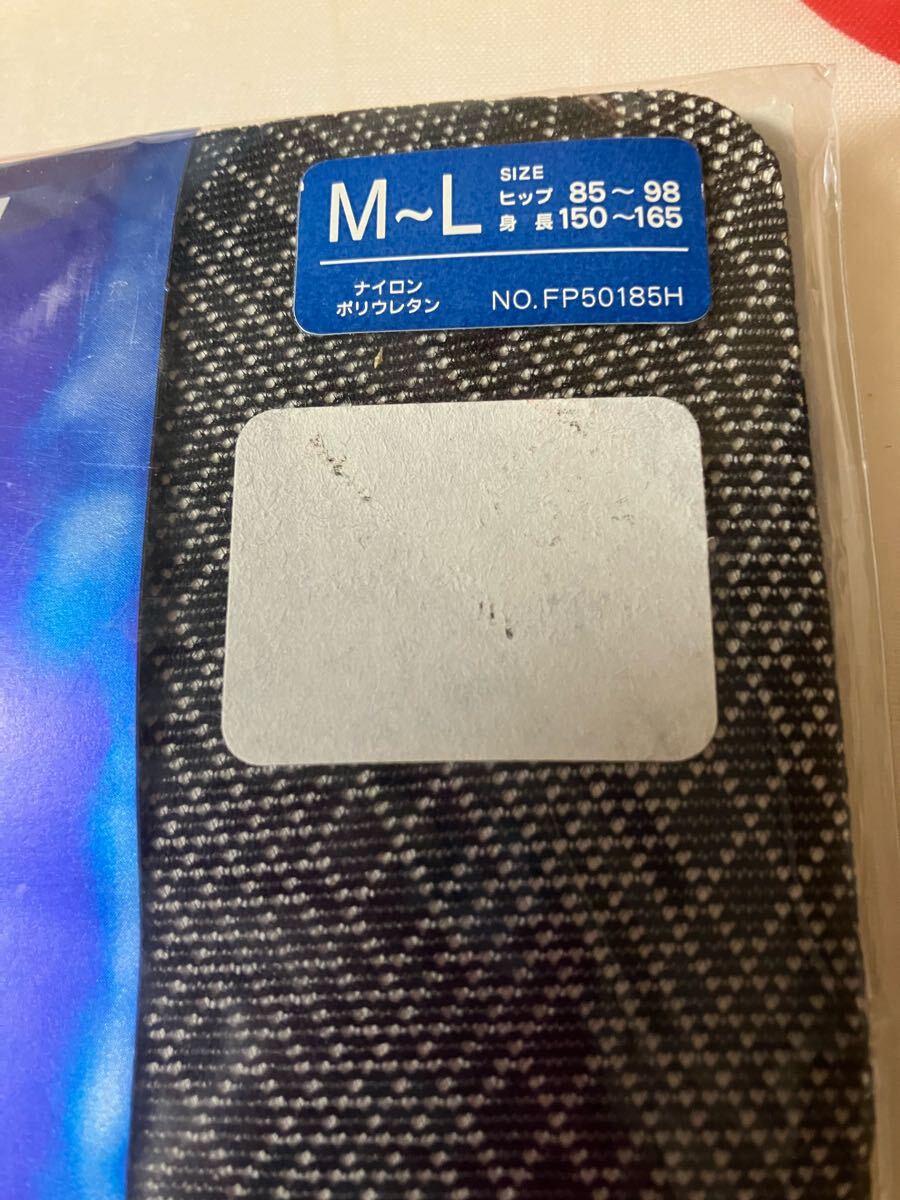 M~L
SIZE
ヒップ 85~98
身長 150~165
ナイロン
ポリウレタン
NO.FP50185H